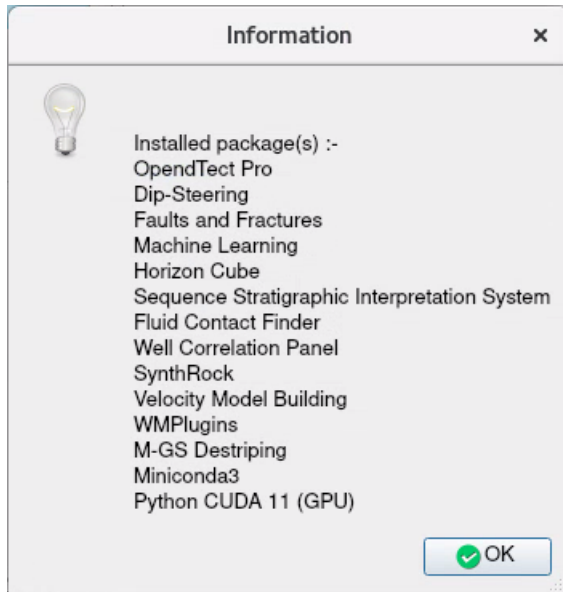 Information
Installed package(s) :-
OpendTect Pro
Dip-Steering
Faults and Fractures
Machine Learning
Horizon Cube
Sequence Stratigraphic Interpretation System
Fluid Contact Finder
Well Correlation Panel
SynthRock
Velocity Model Building
WMPlugins
M-GS Destriping
Miniconda3
Python CUDA 11 (GPU)
OK